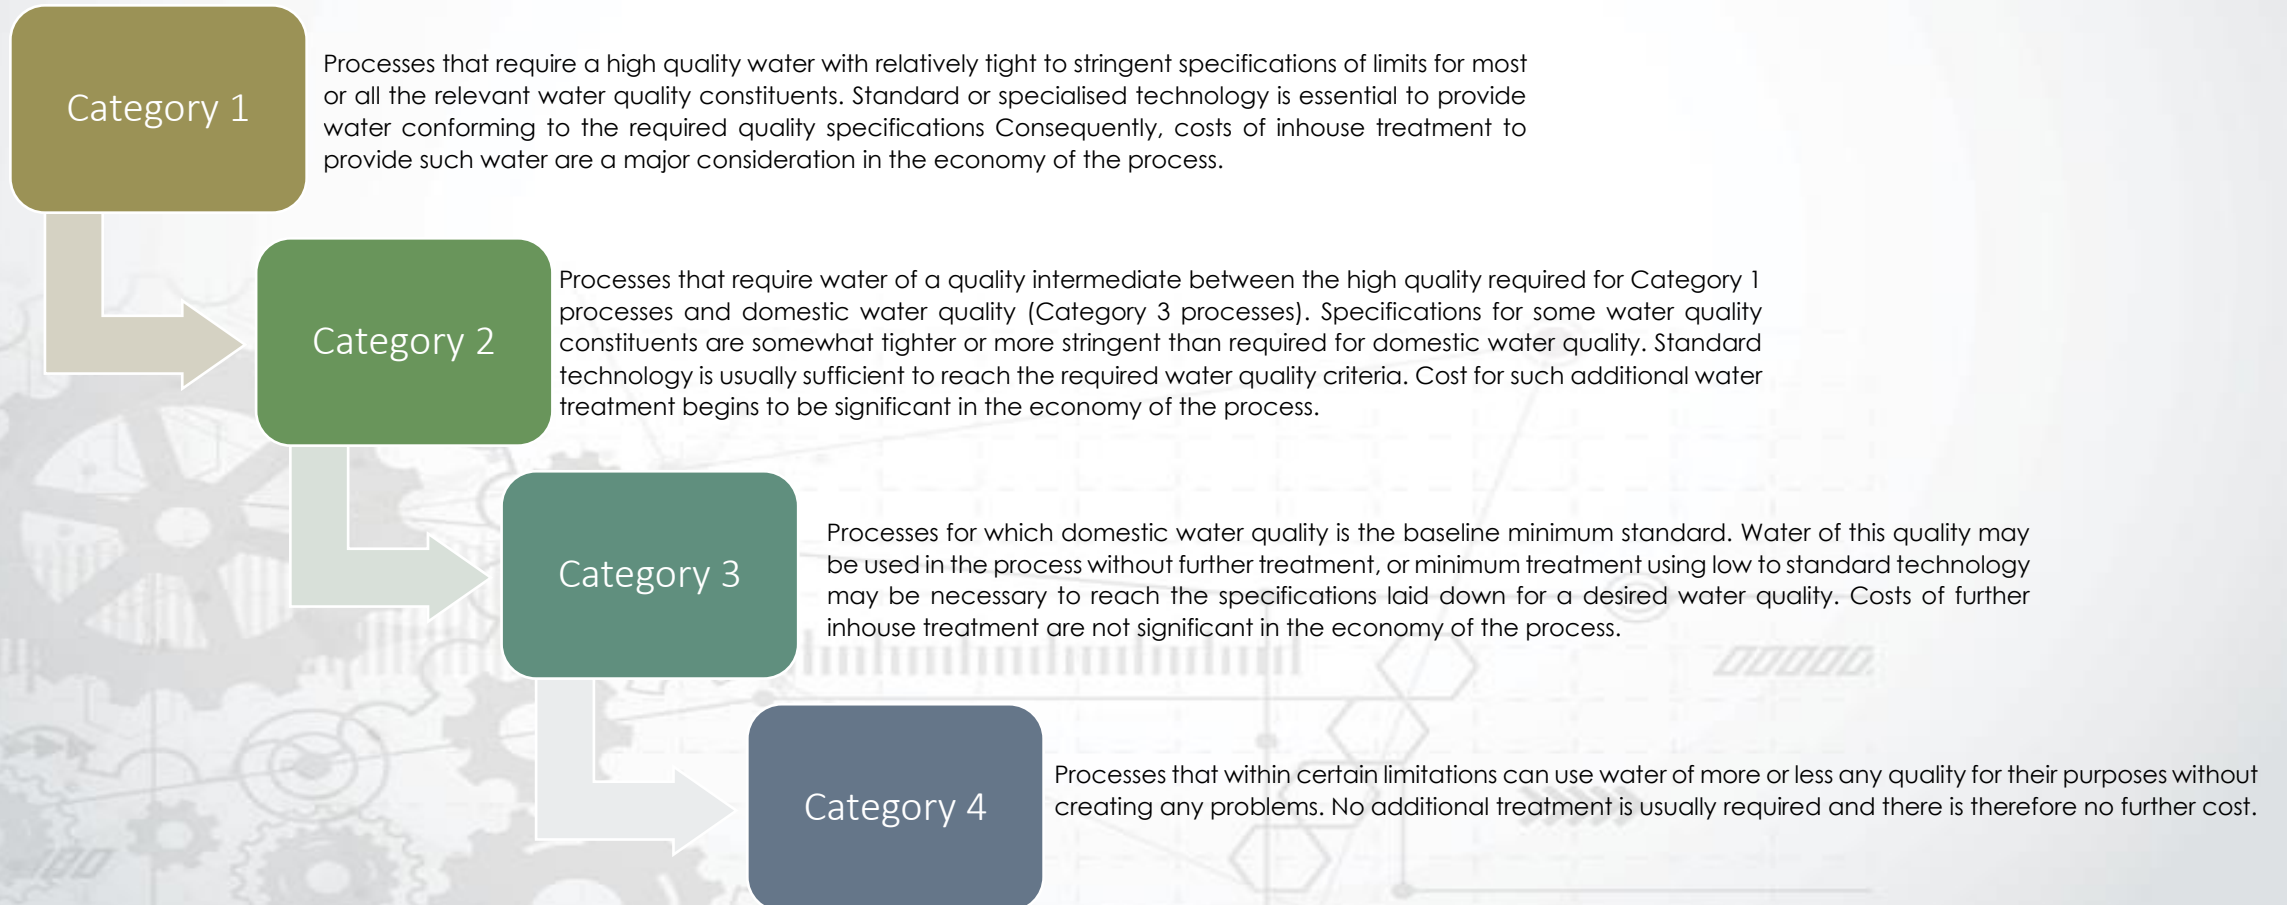 Category 1
Processes that require a high quality water with relatively tight to stringent specifications of limits for most
or all the relevant water quality constituents. Standard or specialised technology is essential to provide
water conforming to the required quality specifications Consequently, costs of inhouse treatment to
provide such water are a major consideration in the economy of the process.
Category 2
Processes that require water of a quality intermediate between the high quality required for Category 1
processes and domestic water quality (Category 3 processes). Specifications for some water quality
constituents are somewhat tighter or more stringent than required for domestic water quality. Standard
technology is usually sufficient to reach the required water quality criteria. Cost for such additional water
treatment begins to be significant in the economy of the process.
Category 3
Processes for which domestic water quality is the baseline minimum standard. Water of this quality may
be used in the process without further treatment, or minimum treatment using low to standard technology
may be necessary to reach the specifications laid down for a desired water quality. Costs of further
inhouse treatment are not significant in the economy of the process.
Category 4
Processes that within certain limitations can use water of more or less any quality for their purposes without
creating any problems. No additional treatment is usually required and there is therefore no further cost.
180